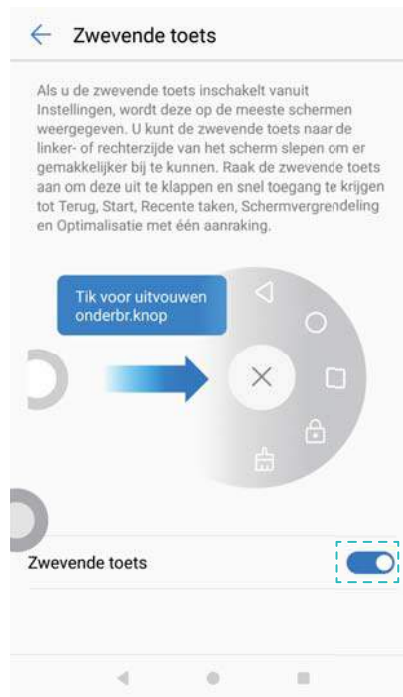 Zwevende toets
Als u de zwevende toets inschakelt vanuit
Instellingen, wordt deze op de meeste schermen
weergegeven. U kunt de zwevende toets naar de
linker- of rechterzijde van het scherm slepen om er
gemakkelijker bij te kunnen. Raak de zwevende toets
aan om deze uit te klappen en snel toegang te krijgen
tot Terug, Start, Recente taken, Schermvergrendeling
en Optimalisatie met één aanraking.
Tik voor uitvouwen
onderbr.knop
Zwevende toets